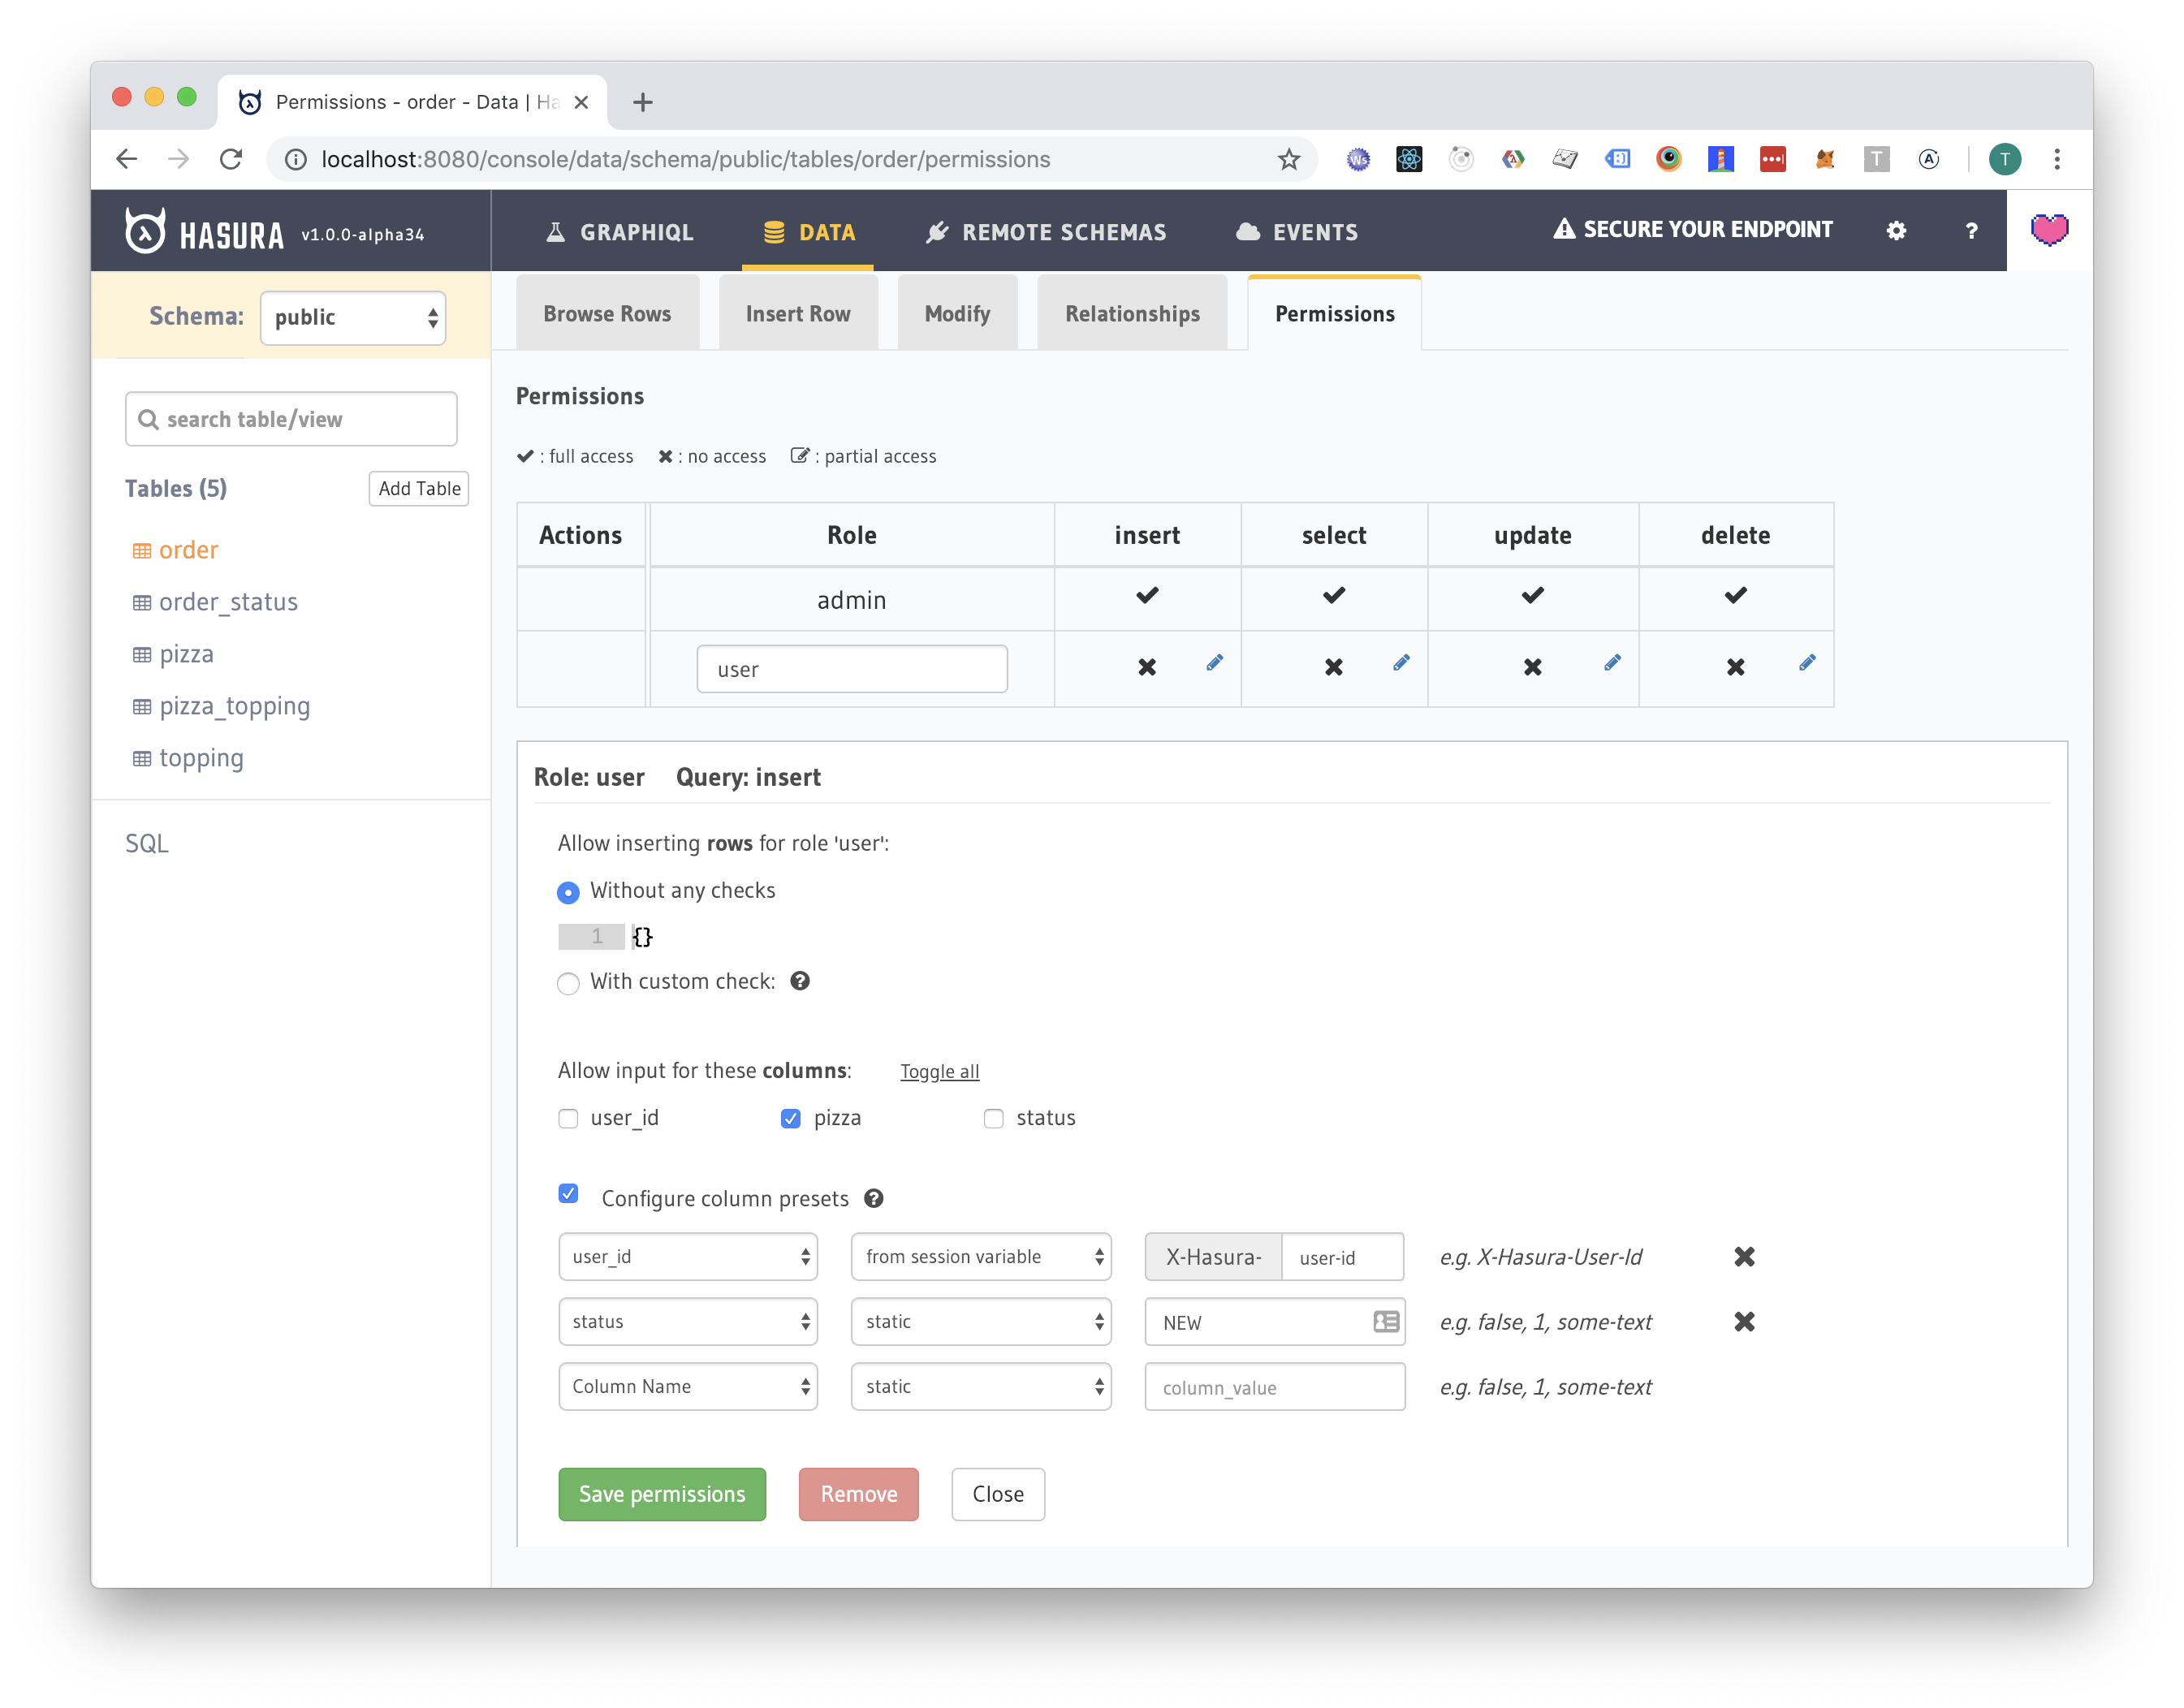 Permissions - order - Data | Ha
localhost:8080/console/data/schema/public/tables/order/permissions
T
T
HASURA v1.0.0-alpha34
GRAPHIQL DATA REMOTE SCHEMAS EVENTS SECURE YOUR ENDPOINT ?
Schema: public
Browse Rows Insert Row Modify Relationships Permissions
search table/view
Tables (5) Add Table
order
order_status
pizza
pizza_topping
topping
SQL
Permissions
: full access : no access : partial access
Actions Role insert select update delete
admin
user
Role: user Query: insert
Allow inserting rows for role 'user':
Without any checks
1 {}
With custom check: ?
Allow input for these columns: Toggle all
user_id pizza status
Configure column presets ?
user_id from session variable X-Hasura- user-id e.g. X-Hasura-User-Id
status static NEW e.g. false, 1, some-text
Column Name static column_value e.g. false, 1, some-text
Save permissions Remove Close